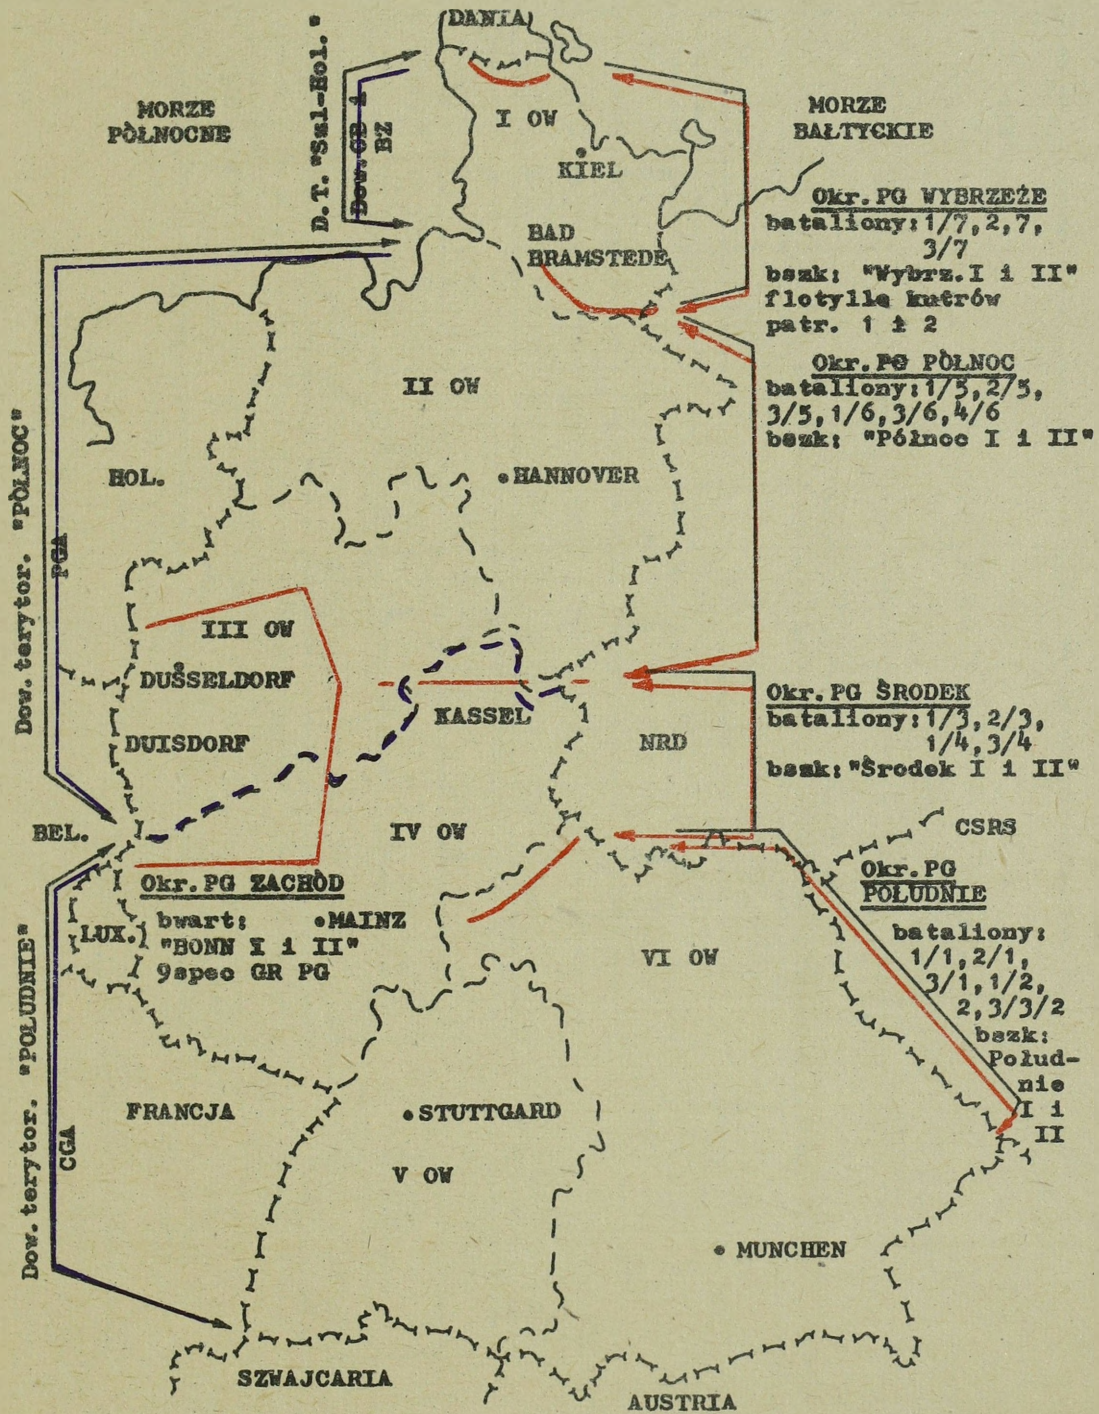 DANIA
D.T. "Szl-Hol."
Dow. CB i
BZ
MORZE
PÓŁNOCNE
I OW
KIEL
MORZE
BAŁTYCKIE
Okr.PG WYBRZEŻE
bataliony:1/7,2,7,
3/7
bszk: "Wybrz.I i II"
flotylle kutrów
patr. 1 i 2
BAD
BRAMSTEDE
Okr.PG PÓŁNOC
bataliony:1/5,2/5,
3/5,1/6,3/6,4/6
bszk: "Północ I i II"
II OW
HOL.
HANNOVER
Dow.terytor. "PÓŁNOC"
PGA
III OW
DUSSELDORF
DUISDORF
KASSEL
NRD
Okr.PG ŚRODEK
bataliony:1/3,2/3,
1/4,3/4
bszk:"Środek I i II"
BEL.
IV OW
CSRS
Okr.PG ZACHÓD
bwart:
"BONN I i II"
9spec GR PG
MAINZ
LUX.
Okr.PG
POŁUDNIE
bataliony:
1/1,2/1,
3/1,1/2,
2,3/3/2
bszk:
Połud-
nie
I i
II
VI OW
Dow.terytor. "POŁUDNIE"
CGA
FRANCJA
STUTTGARD
V OW
MUNCHEN
SZWAJCARIA
AUSTRIA